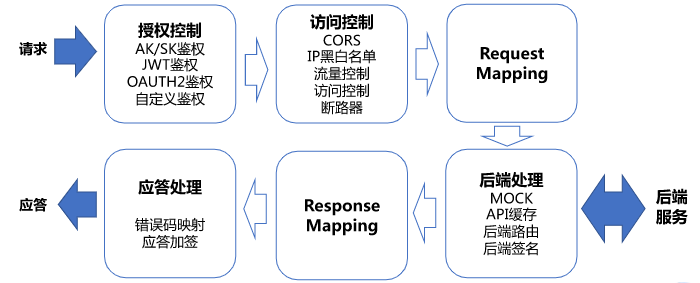 请求
授权控制
AK/SK鉴权
JWT鉴权
OAUTH2鉴权
自定义鉴权
访问控制
CORS
IP黑白名单
流量控制
访问控制
断路器
Request
Mapping
应答
应答处理
错误码映射
应答加签
Response
Mapping
后端处理
MOCK
API缓存
后端路由
后端签名
后端
服务